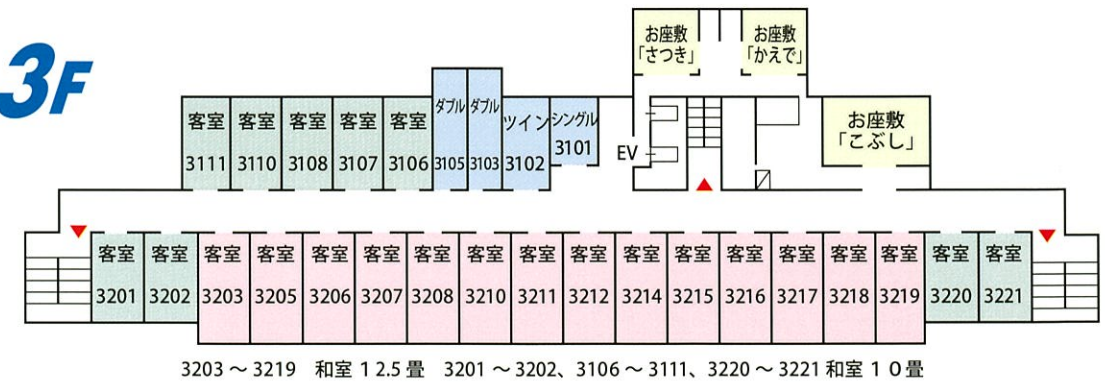 3F
お座敷
「さつき」
お座敷
「かえで」
お座敷
「こぶし」
客室
3111
客室
3110
客室
3108
客室
3107
客室
3106
ダブル
3105
ダブル
3103
ツイン
3102
シングル
3101
EV
客室
3201
客室
3202
客室
3203
客室
3205
客室
3206
客室
3207
客室
3208
客室
3210
客室
3211
客室
3212
客室
3214
客室
3215
客室
3216
客室
3217
客室
3218
客室
3219
客室
3220
客室
3221
3203 ~ 3219 和室 12.5 畳 3201 ~ 3202、3106 ~ 3111、3220 ~ 3221 和室 10 畳